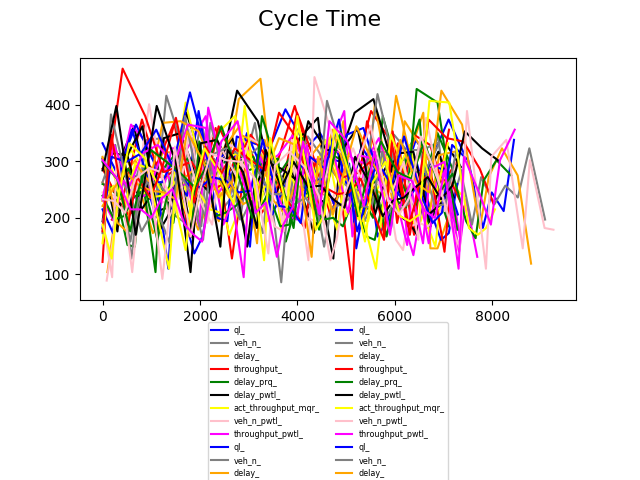 Cycle Time
400
300
200
100
0 2000 4000 6000 8000
ql_ ql_
veh_n_ veh_n_
delay_ delay_
throughput_ throughput_
delay_prq_ delay_prq_
delay_pwtl_ delay_pwtl_
act_throughput_mqr_ act_throughput_mqr_
veh_n_pwtl_ veh_n_pwtl_
throughput_pwtl_ throughput_pwtl_
ql_ ql_
veh_n_ veh_n_
delay_ delay_